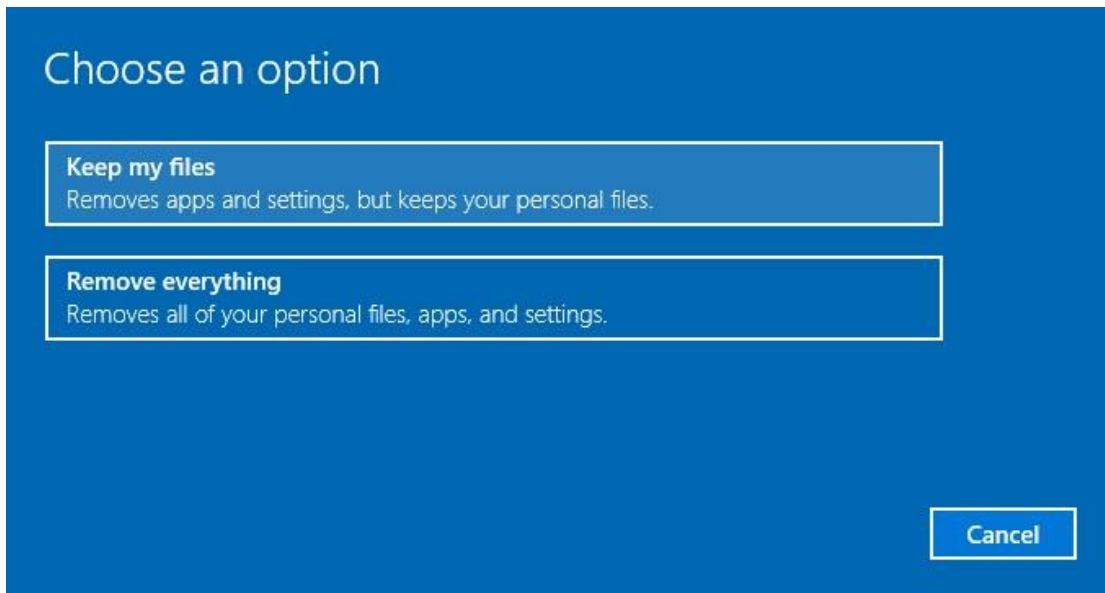 Choose an option
Keep my files
Removes apps and settings, but keeps your personal files.
Remove everything
Removes all of your personal files, apps, and settings.
Cancel